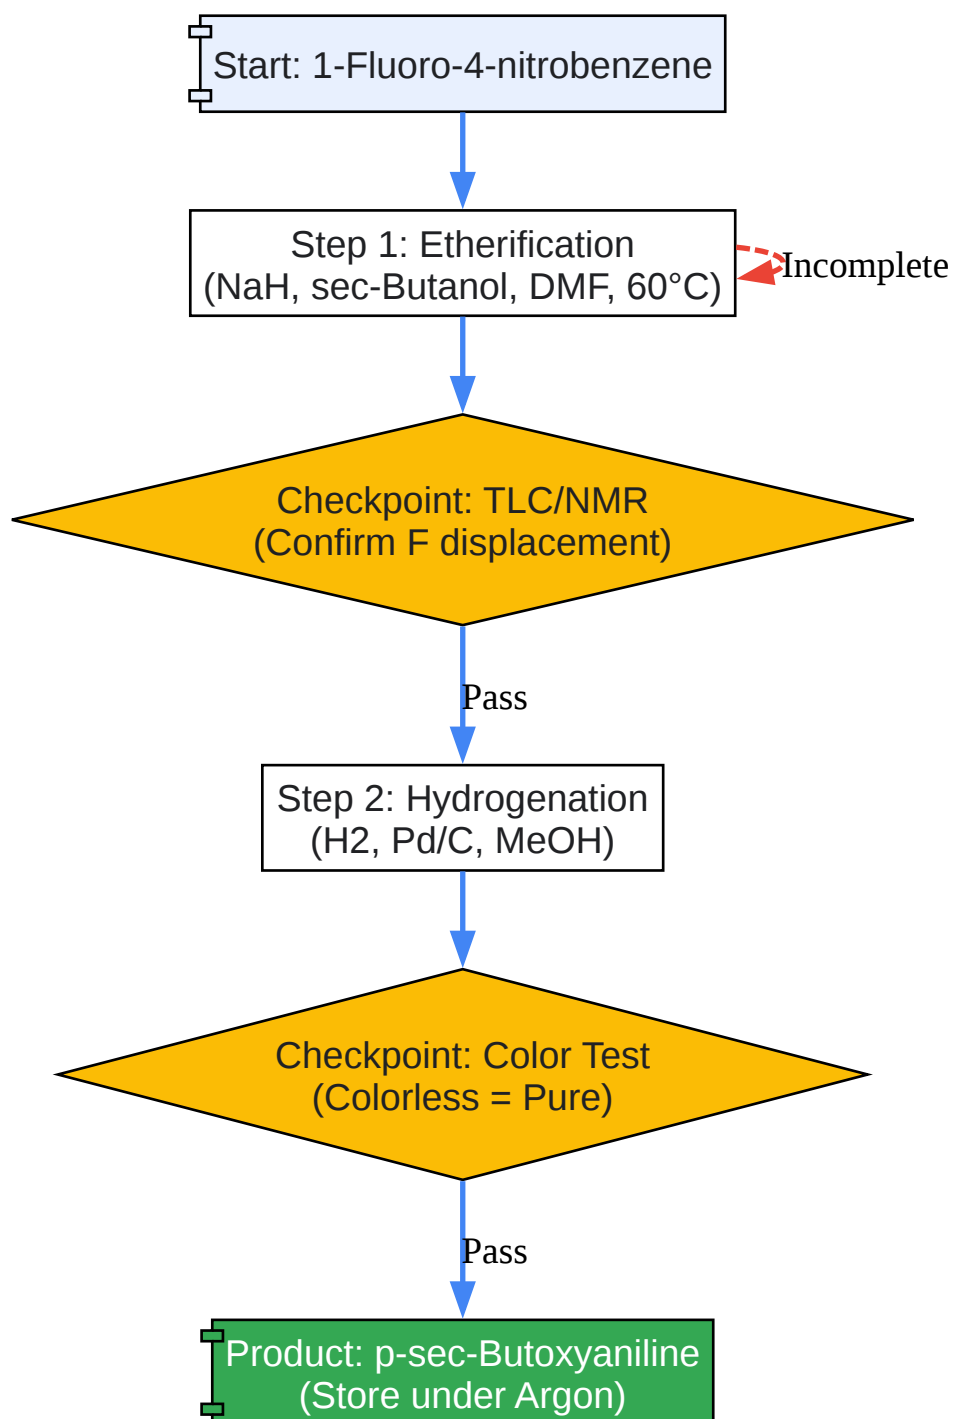 Start: 1-Fluoro-4-nitrobenzene
Step 1: Etherification
(NaH, sec-Butanol, DMF, 60°C)
Incomplete
Checkpoint: TLC/NMR
(Confirm F displacement)
Pass
Step 2: Hydrogenation
(H2, Pd/C, MeOH)
Checkpoint: Color Test
(Colorless = Pure)
Pass
Product: p-sec-Butoxyaniline
(Store under Argon)